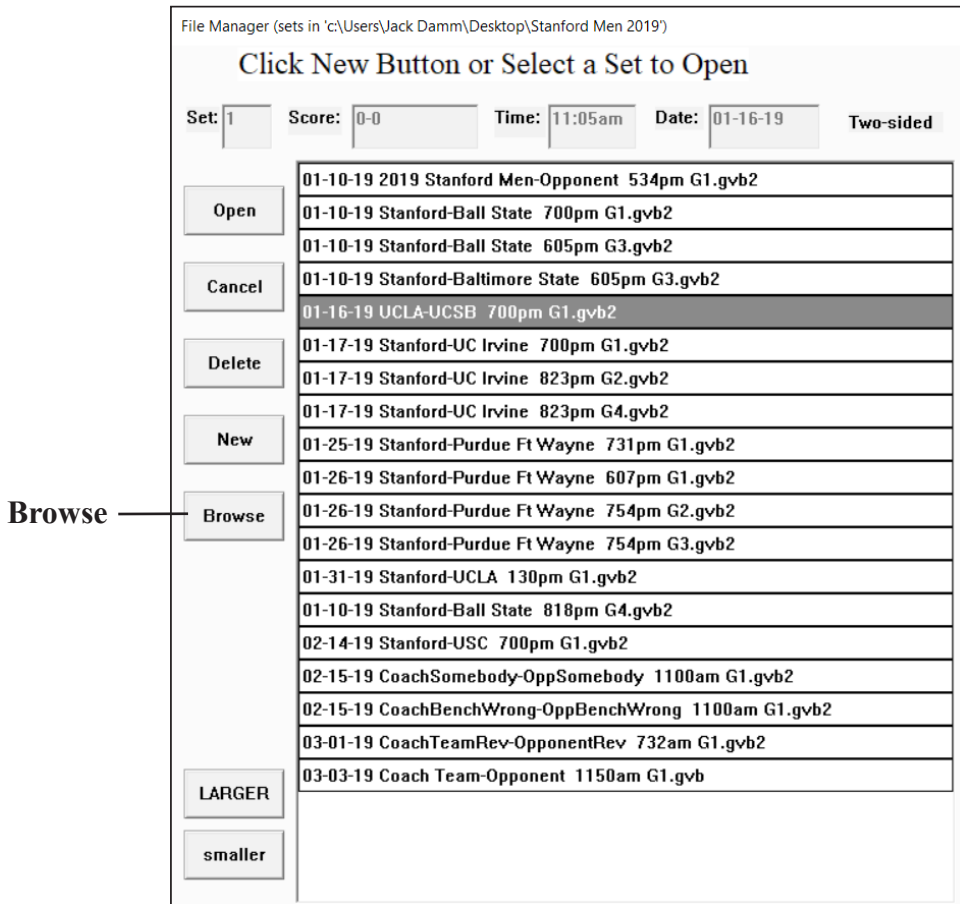 File Manager (sets in 'c:\Users\Jack Damm\Desktop\Stanford Men 2019')
Click New Button or Select a Set to Open
Set: 1 Score: 0-0 Time: 11:05am Date: 01-16-19 Two-sided
01-10-19 2019 Stanford Men-Opponent 534pm G1.gvb2
Open
01-10-19 Stanford-Ball State 700pm G1.gvb2
01-10-19 Stanford-Ball State 605pm G3.gvb2
01-10-19 Stanford-Baltimore State 605pm G3.gvb2
Cancel
01-16-19 UCLA-UCSB 700pm G1.gvb2
01-17-19 Stanford-UC Irvine 700pm G1.gvb2
Delete
01-17-19 Stanford-UC Irvine 823pm G2.gvb2
01-17-19 Stanford-UC Irvine 823pm G4.gvb2
New
01-25-19 Stanford-Purdue Ft Wayne 731pm G1.gvb2
01-26-19 Stanford-Purdue Ft Wayne 607pm G1.gvb2
Browse
Browse
01-26-19 Stanford-Purdue Ft Wayne 754pm G2.gvb2
01-26-19 Stanford-Purdue Ft Wayne 754pm G3.gvb2
01-31-19 Stanford-UCLA 130pm G1.gvb2
01-10-19 Stanford-Ball State 818pm G4.gvb2
02-14-19 Stanford-USC 700pm G1.gvb2
02-15-19 CoachSomebody-OppSomebody 1100am G1.gvb2
02-15-19 CoachBenchWrong-OppBenchWrong 1100am G1.gvb2
03-01-19 CoachTeamRev-OpponentRev 732am G1.gvb2
03-03-19 Coach Team-Opponent 1150am G1.gvb
LARGER
smaller